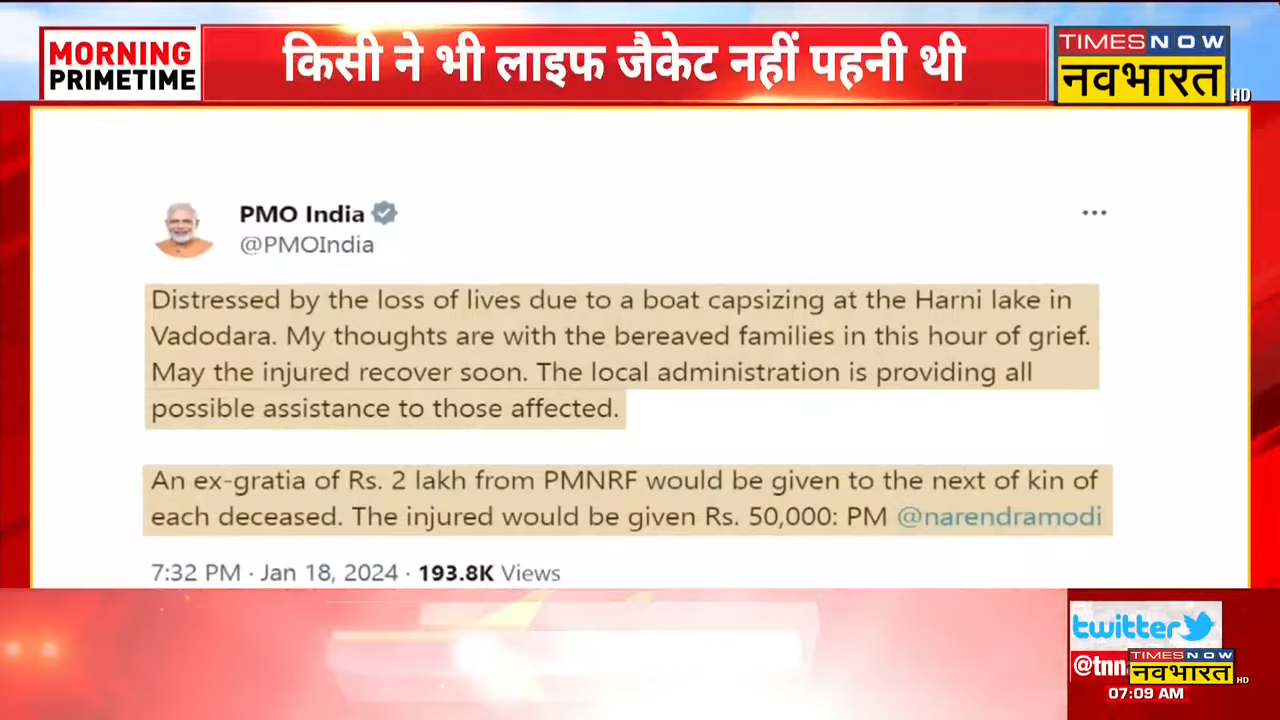 MORNING
PRIMETIME
किसी ने भी लाइफ जैकेट नहीं पहनी थी
TIMES NOW
नवभारत
HD
PMO India
@PMOIndia
Distressed by the loss of lives due to a boat capsizing at the Harni lake in
Vadodara. My thoughts are with the bereaved families in this hour of grief.
May the injured recover soon. The local administration is providing all
possible assistance to those affected.
An ex-gratia of Rs. 2 lakh from PMNRF would be given to the next of kin of
each deceased. The injured would be given Rs. 50,000: PM @narendramodi
7:32 PM · Jan 18, 2024 · 193.8K Views
twitter
TIMES NOW
नवभारत
HD
07:09 AM